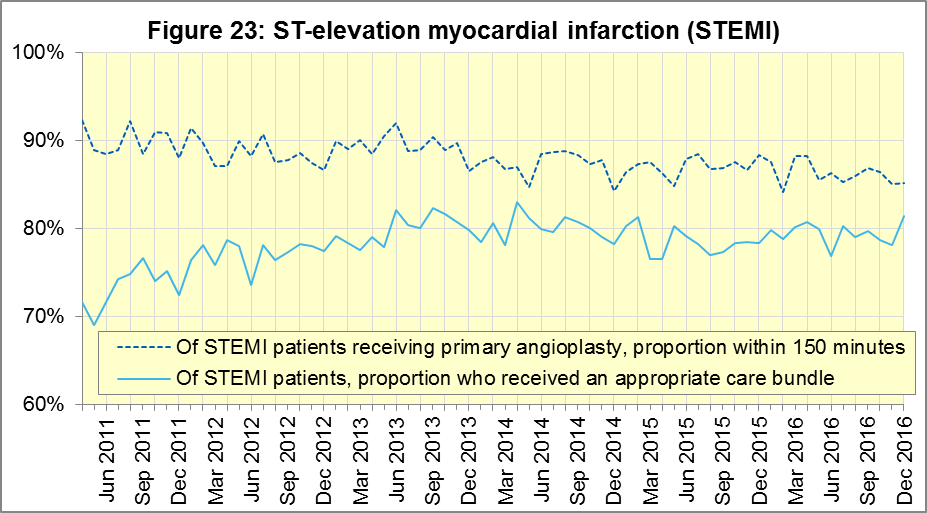 Figure 23: ST-elevation myocardial infarction (STEMI)
100%
90%
80%
70%
60%
Of STEMI patients receiving primary angioplasty, proportion within 150 minutes
Of STEMI patients, proportion who received an appropriate care bundle
Jun 2011
Sep 2011
Dec 2011
Mar 2012
Jun 2012
Sep 2012
Dec 2012
Mar 2013
Jun 2013
Sep 2013
Dec 2013
Mar 2014
Jun 2014
Sep 2014
Dec 2014
Mar 2015
Jun 2015
Sep 2015
Dec 2015
Mar 2016
Jun 2016
Sep 2016
Dec 2016